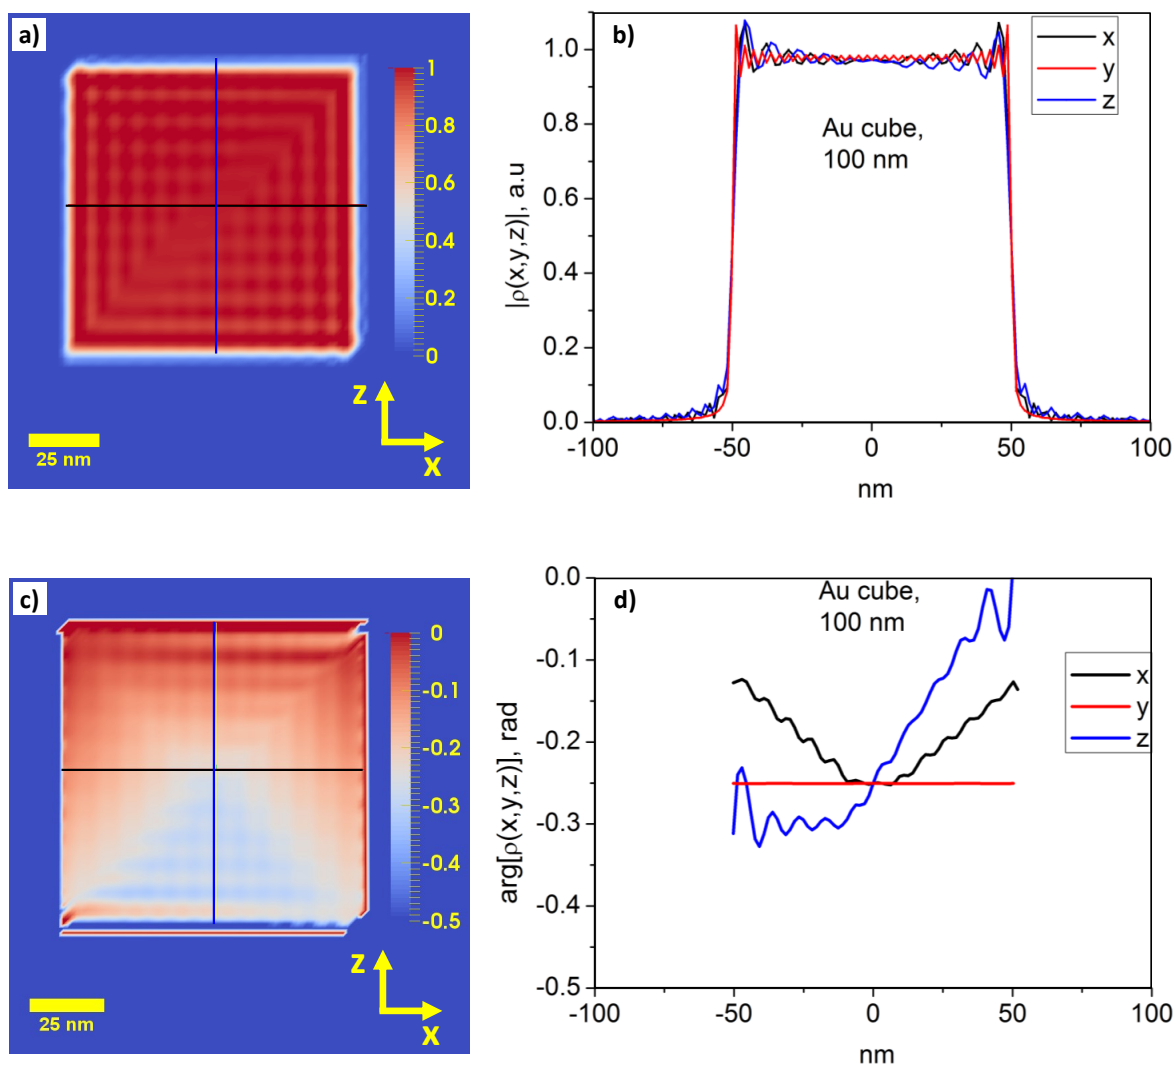 a)
1
0.8
0.6
0.4
0.2
0
z
x
25 nm
b)
x
y
z
Au cube,
100 nm
|ρ(x,y,z)|, a.u
1.0
0.8
0.6
0.4
0.2
0.0
-100 -50 0 50 100
nm
c)
0
-0.1
-0.2
-0.3
-0.4
-0.5
z
x
25 nm
d)
Au cube,
100 nm
x
y
z
arg[ρ(x,y,z)], rad
0.0
-0.1
-0.2
-0.3
-0.4
-0.5
-100 -50 0 50 100
nm